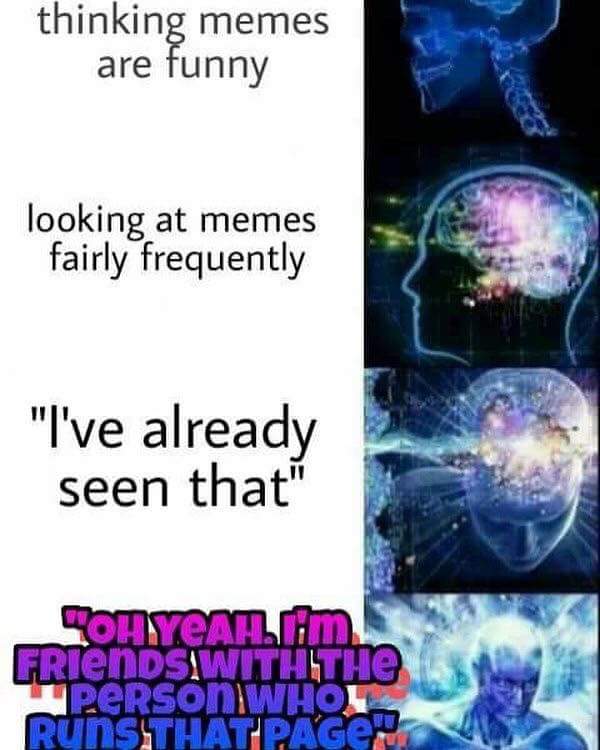 thinking memes
are funny
looking at memes
fairly frequently
"I've already
seen that"
"OH YeAH. I'm
FRIenDS WITH THe
PeRSOn WHO
RUnS THAT PAGe"